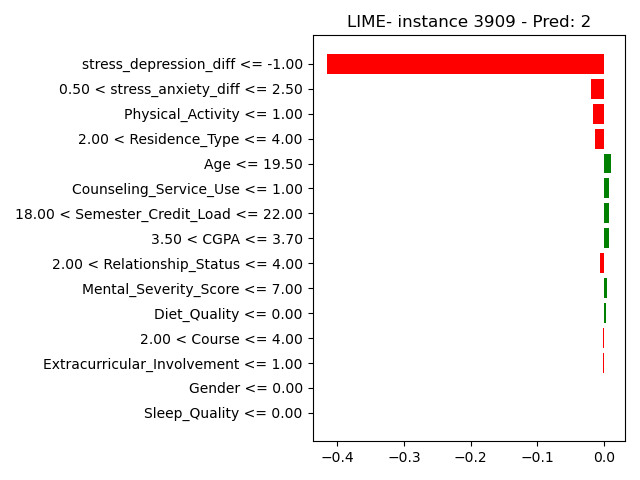 LIME- instance 3909 - Pred: 2
stress_depression_diff <= -1.00
0.50 < stress_anxiety_diff <= 2.50
Physical_Activity <= 1.00
2.00 < Residence_Type <= 4.00
Age <= 19.50
Counseling_Service_Use <= 1.00
18.00 < Semester_Credit_Load <= 22.00
3.50 < CGPA <= 3.70
2.00 < Relationship_Status <= 4.00
Mental_Severity_Score <= 7.00
Diet_Quality <= 0.00
2.00 < Course <= 4.00
Extracurricular_Involvement <= 1.00
Gender <= 0.00
Sleep_Quality <= 0.00
−0.4 −0.3 −0.2 −0.1 0.0